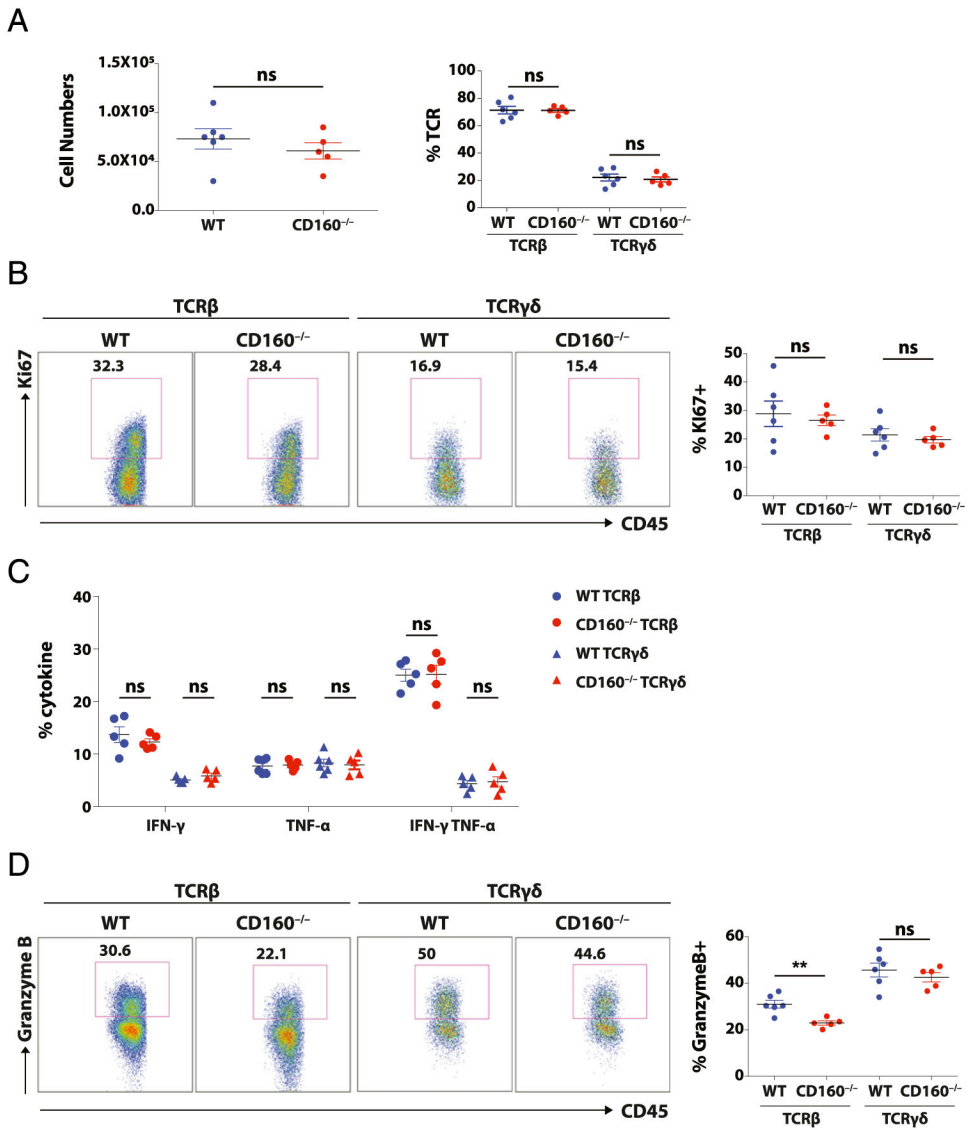 A
Cell Numbers
1.5X10⁵
1.0X10⁵
5.0X10⁴
0.0
ns
WT
CD160⁻/⁻
% TCR
100
80
60
40
20
0
ns
ns
WT CD160⁻/⁻ WT CD160⁻/⁻
TCRβ TCRγδ
B
TCRβ TCRγδ
WT CD160⁻/⁻ WT CD160⁻/⁻
Ki67
32.3 28.4 16.9 15.4
CD45
% KI67+
50
40
30
20
10
0
ns ns
WT CD160⁻/⁻ WT CD160⁻/⁻
TCRβ TCRγδ
C
% cytokine
40
30
20
10
0
ns ns ns ns ns ns
IFN-γ TNF-α IFN-γ TNF-α
WT TCRβ
CD160⁻/⁻ TCRβ
WT TCRγδ
CD160⁻/⁻ TCRγδ
D
TCRβ TCRγδ
WT CD160⁻/⁻ WT CD160⁻/⁻
Granzyme B
30.6 22.1 50 44.6
CD45
% GranzymeB+
60
40
20
0
** ns
WT CD160⁻/⁻ WT CD160⁻/⁻
TCRβ TCRγδ